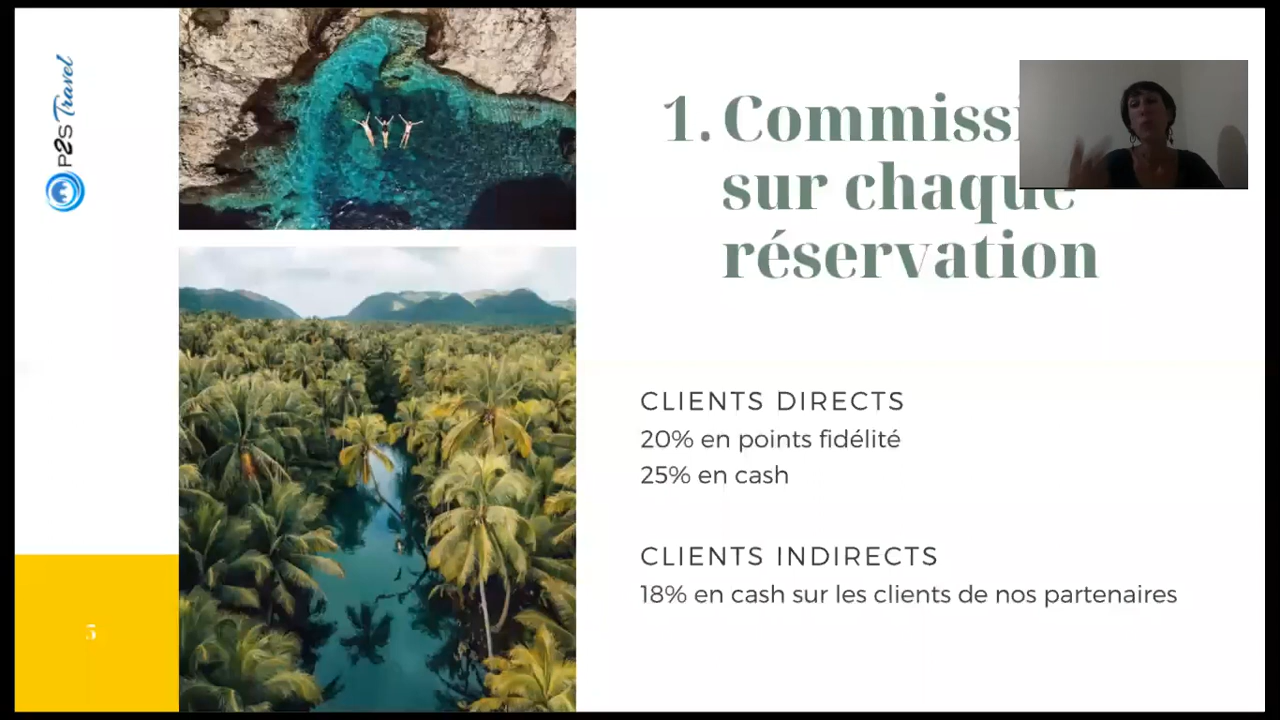 P2S Travel
1. Commissi
sur chaque
réservation
CLIENTS DIRECTS
20% en points fidélité
25% en cash
CLIENTS INDIRECTS
18% en cash sur les clients de nos partenaires
5